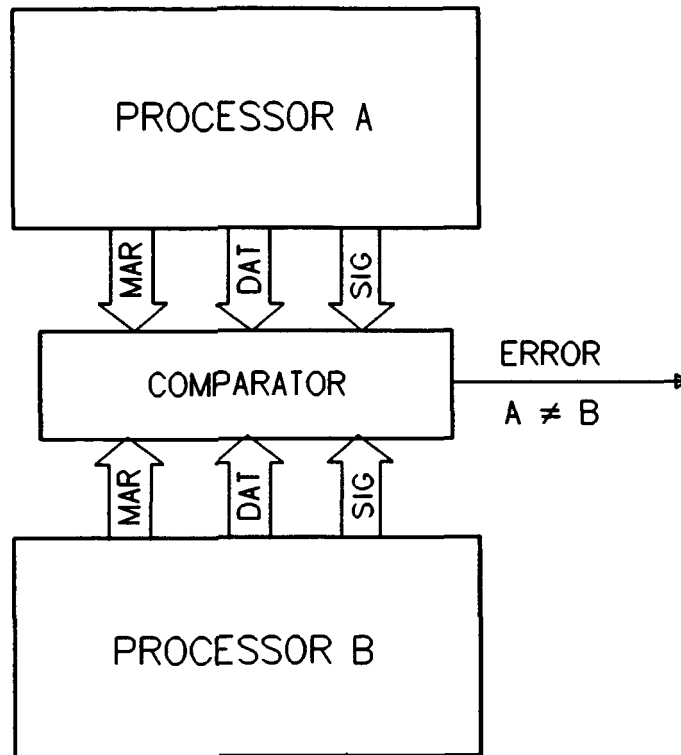 PROCESSOR A
MAR
DAT
SIG
COMPARATOR
ERROR
A ≠ B
MAR
DAT
SIG
PROCESSOR B